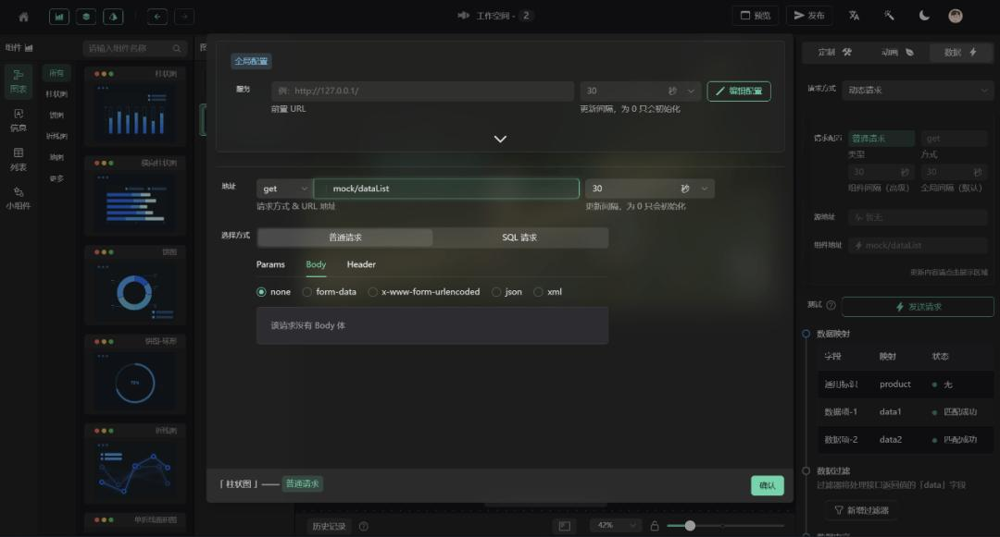 工作空间 - 2
预览
发布
组件
请输入组件名称
图表
信息
列表
小组件
所有
柱状图
饼图
折线图
地图
更多
柱状图
横向柱状图
饼图
饼图-环形
折线图
单折线面积图
全局配置
服务
例：http://127.0.0.1/
30
秒
编辑配置
前置 URL
更新间隔，为 0 只会初始化
地址
get
mock/dataList
30
秒
请求方式 & URL 地址
更新间隔，为 0 只会初始化
选择方式
普通请求
SQL 请求
Params
Body
Header
none
form-data
x-www-form-urlencoded
json
xml
该请求没有 Body 体
「 柱状图 」
普通请求
确认
历史记录
42%
定制
动画
数据
请求方式
动态请求
请求配置
普通请求
get
类型
方式
30
秒
30
秒
组件间隔（高级）
全局间隔（默认）
源地址
暂无
组件地址
mock/dataList
更新内容请点击展示区域
测试
发送请求
数据映射
字段
映射
状态
通用标识
product
无
数据项-1
data1
匹配成功
数据项-2
data2
匹配成功
数据过滤
过滤器将处理接口返回值的「data」字段
新增过滤器